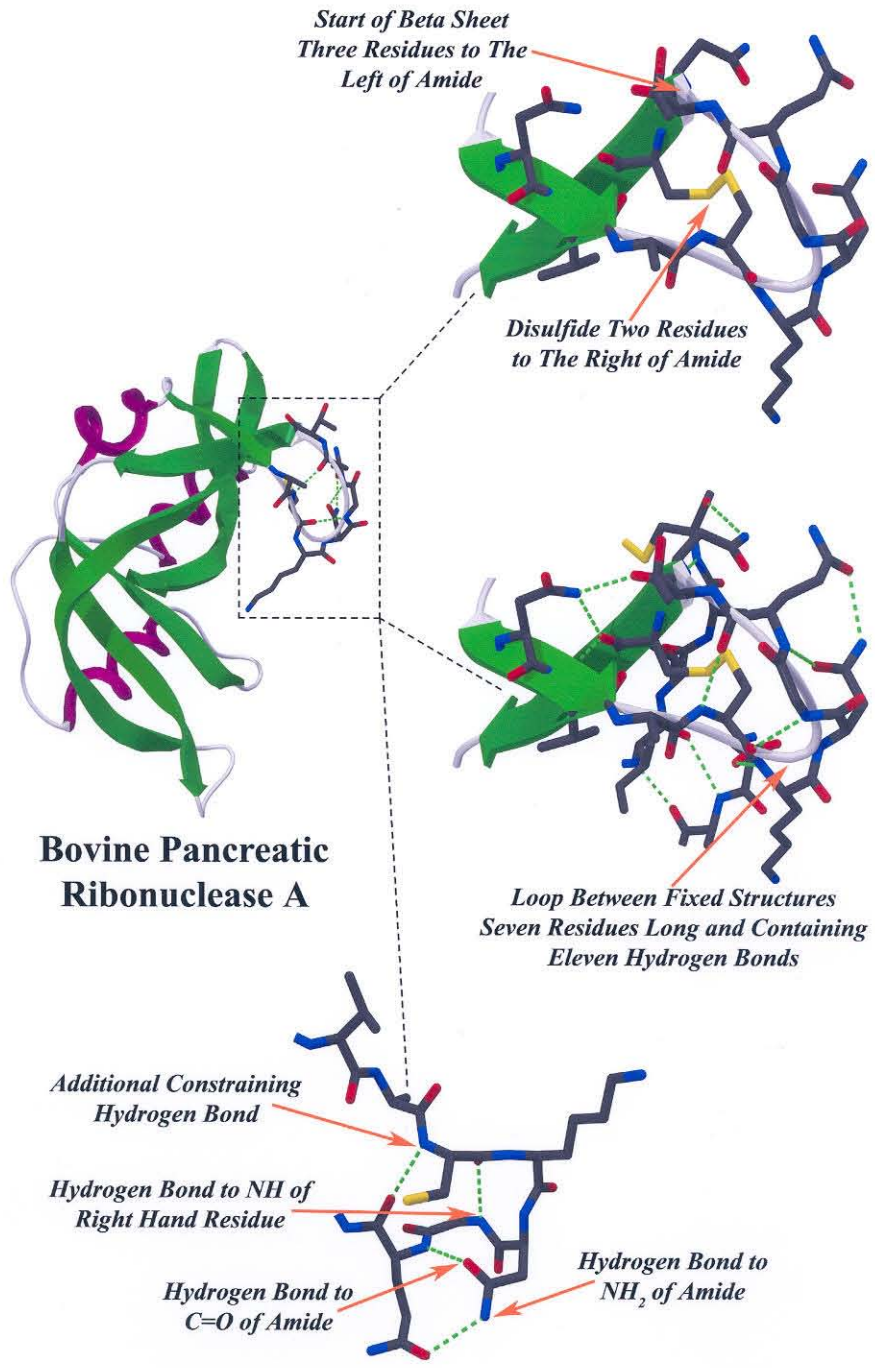 Start of Beta Sheet
Three Residues to The
Left of Amide
Disulfide Two Residues
to The Right of Amide
Bovine Pancreatic
Ribonuclease A
Loop Between Fixed Structures
Seven Residues Long and Containing
Eleven Hydrogen Bonds
Additional Constraining
Hydrogen Bond
Hydrogen Bond to NH of
Right Hand Residue
Hydrogen Bond to
C=O of Amide
Hydrogen Bond to
NH₂ of Amide